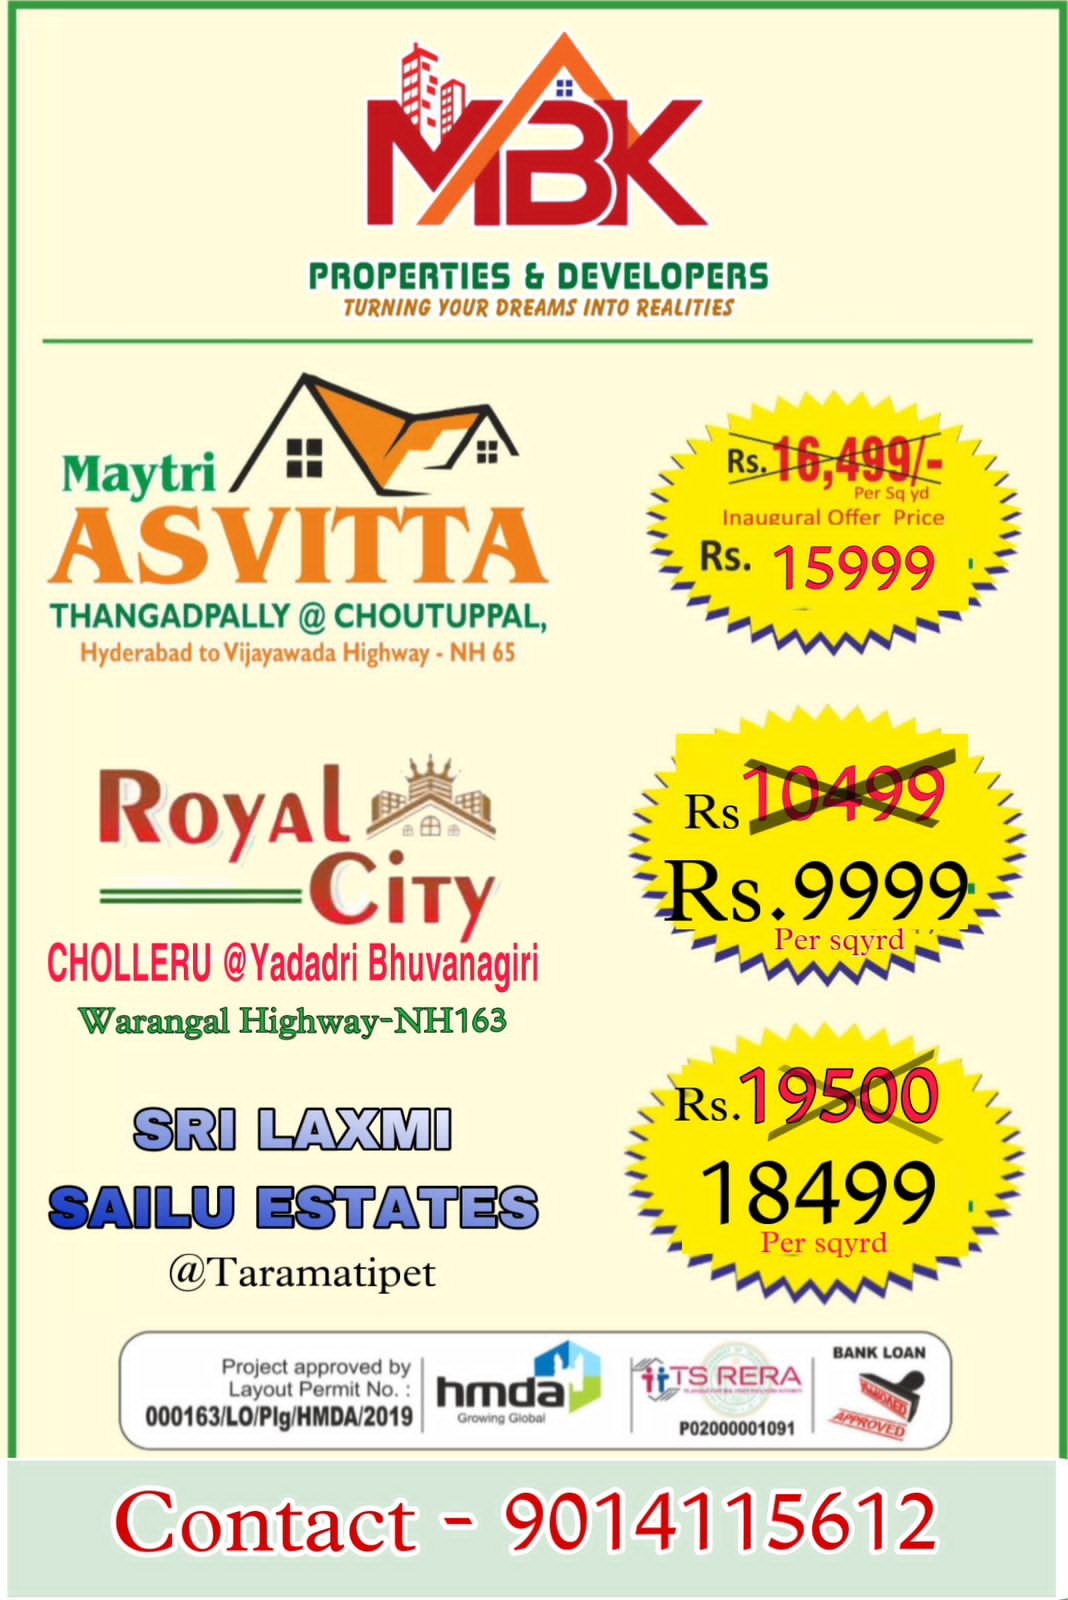 MBK
PROPERTIES & DEVELOPERS
TURNING YOUR DREAMS INTO REALITIES
Maytri
ASVITTA
THANGADPALLY @ CHOUTUPPAL,
Hyderabad to Vijayawada Highway - NH 65
Rs. 16,499/-
Per Sq yd
Inaugural Offer Price
Rs. 15999
Royal
City
CHOLLERU @Yadadri Bhuvanagiri
Warangal Highway-NH163
Rs 10499
Rs.9999
Per sqyrd
SRI LAXMI
SAILU ESTATES
@Taramatipet
Rs.19500
18499
Per sqyrd
Project approved by
Layout Permit No. :
000163/LO/Plg/HMDA/2019
hmda
Growing Global
TS RERA
P02000001091
BANK LOAN
APPROVED
Contact - 9014115612